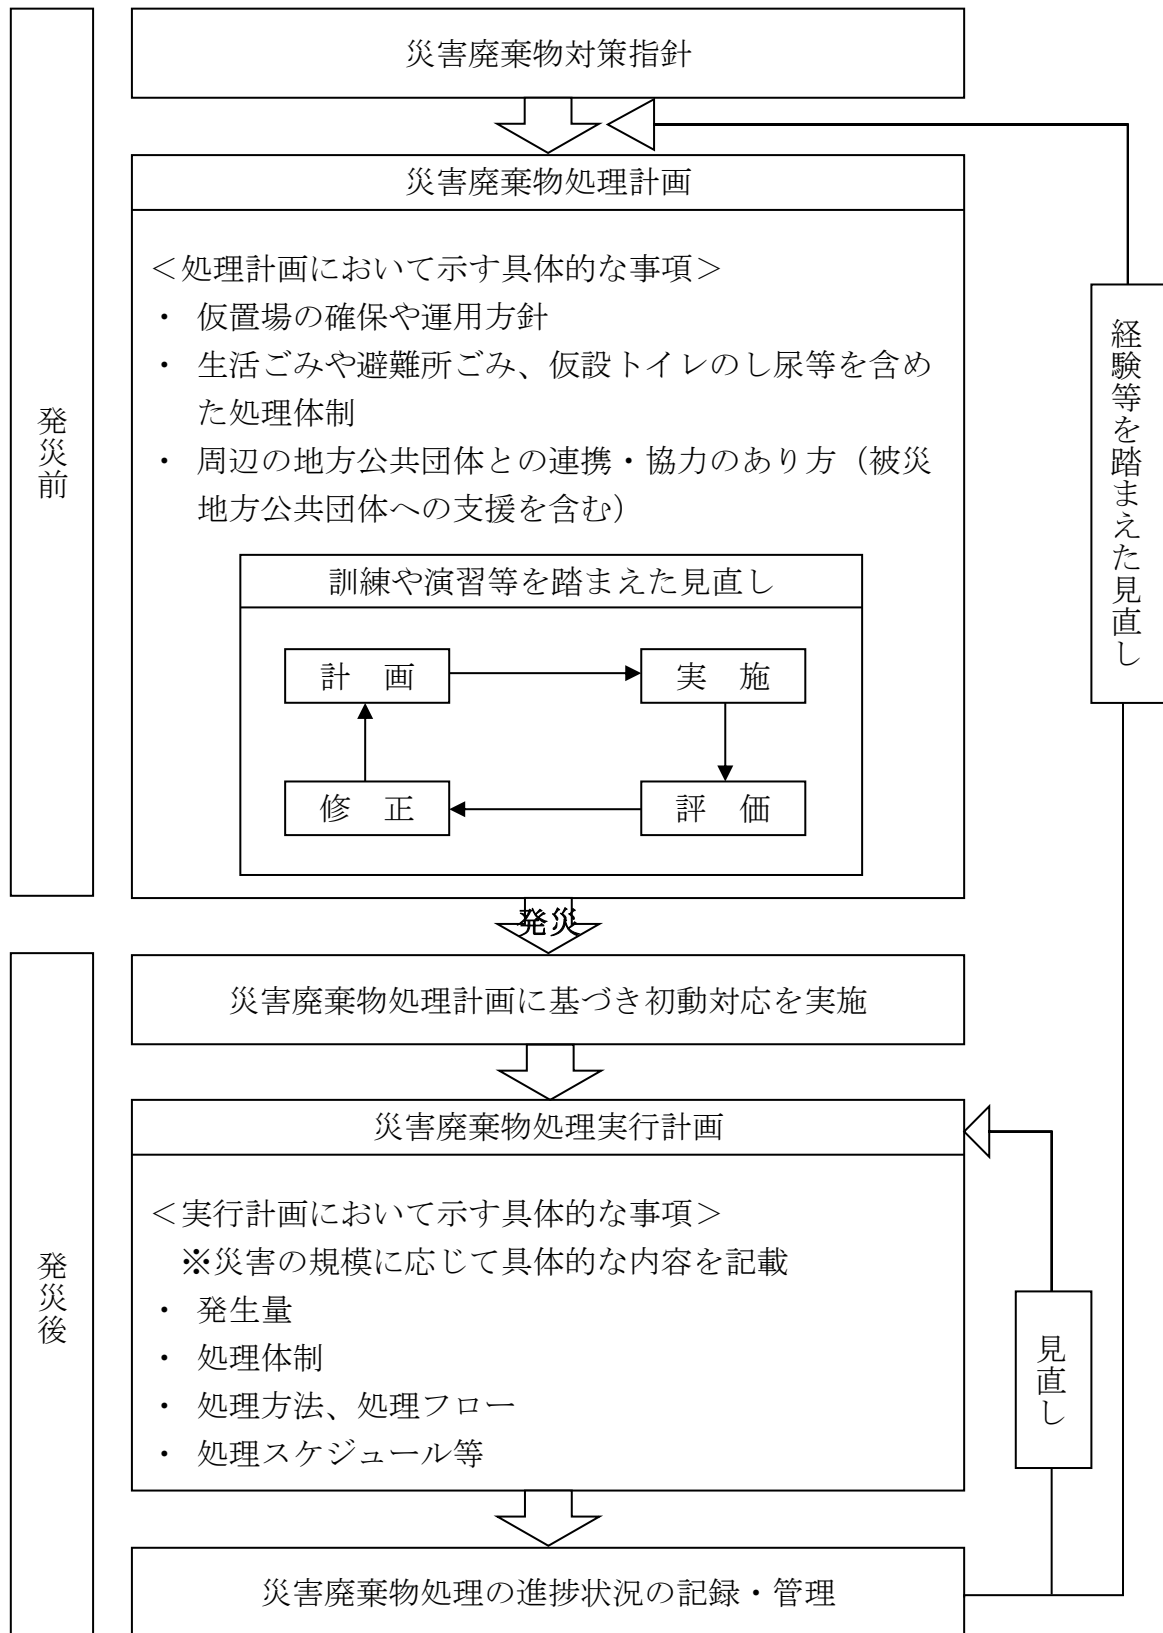 発災前
災害廃棄物対策指針
災害廃棄物処理計画
＜処理計画において示す具体的な事項＞
・ 仮置場の確保や運用方針
・ 生活ごみや避難所ごみ、仮設トイレのし尿等を含め
た処理体制
・ 周辺の地方公共団体との連携・協力のあり方（被災
地方公共団体への支援を含む）
訓練や演習等を踏まえた見直し
計　画
実　施
修　正
評　価
経験等を踏まえた見直し
発災
発災後
災害廃棄物処理計画に基づき初動対応を実施
災害廃棄物処理実行計画
＜実行計画において示す具体的な事項＞
※災害の規模に応じて具体的な内容を記載
・ 発生量
・ 処理体制
・ 処理方法、処理フロー
・ 処理スケジュール等
見直し
災害廃棄物処理の進捗状況の記録・管理